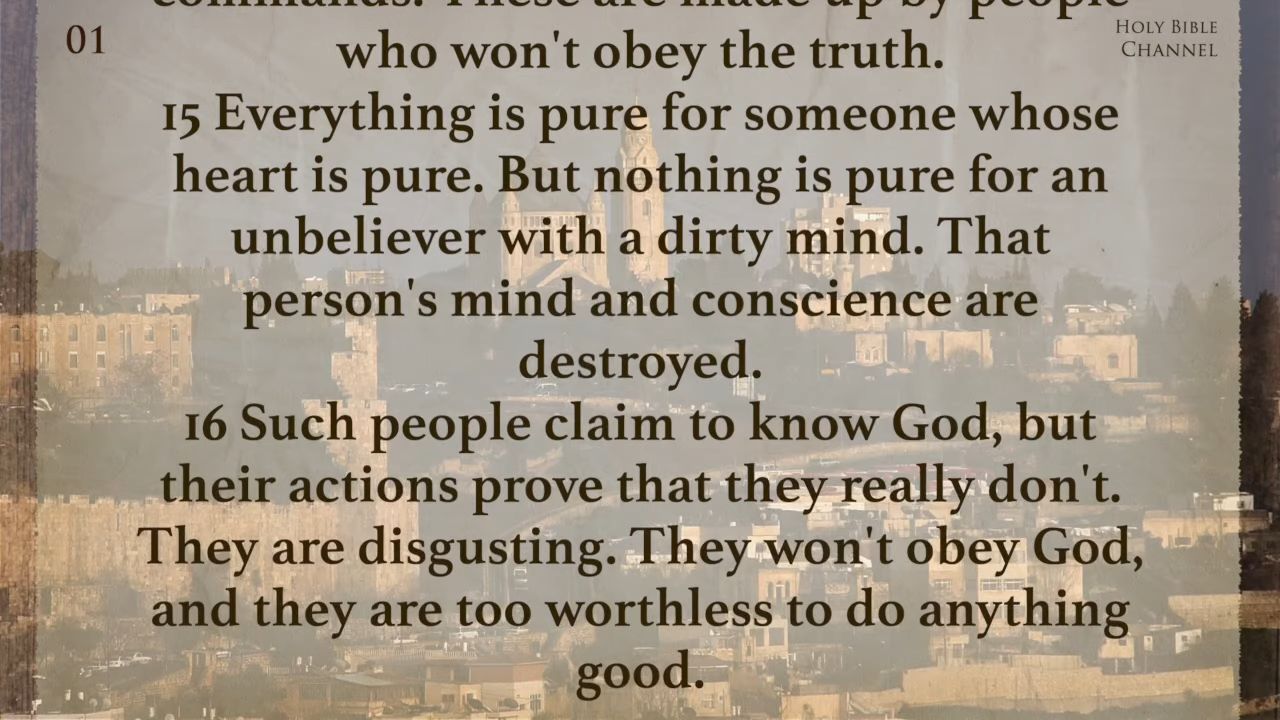 commands. These are made up by people
01
HOLY BIBLE
CHANNEL
who won't obey the truth.
15 Everything is pure for someone whose
heart is pure. But nothing is pure for an
unbeliever with a dirty mind. That
person's mind and conscience are
destroyed.
16 Such people claim to know God, but
their actions prove that they really don't.
They are disgusting. They won't obey God,
and they are too worthless to do anything
good.